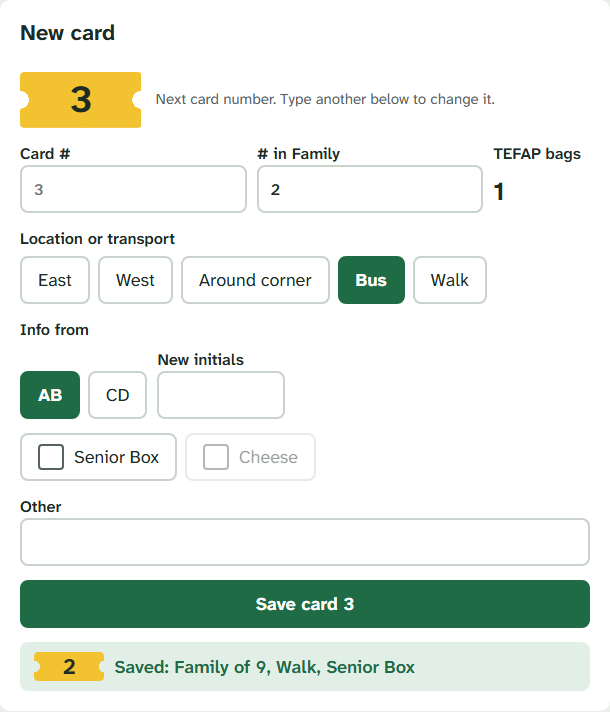 New card
3
Next card number. Type another below to change it.
Card # # in Family TEFAP bags
3 2 1
Location or transport
East West Around corner Bus Walk
Info from
New initials
AB CD
Senior Box Cheese
Other
Save card 3
2 Saved: Family of 9, Walk, Senior Box